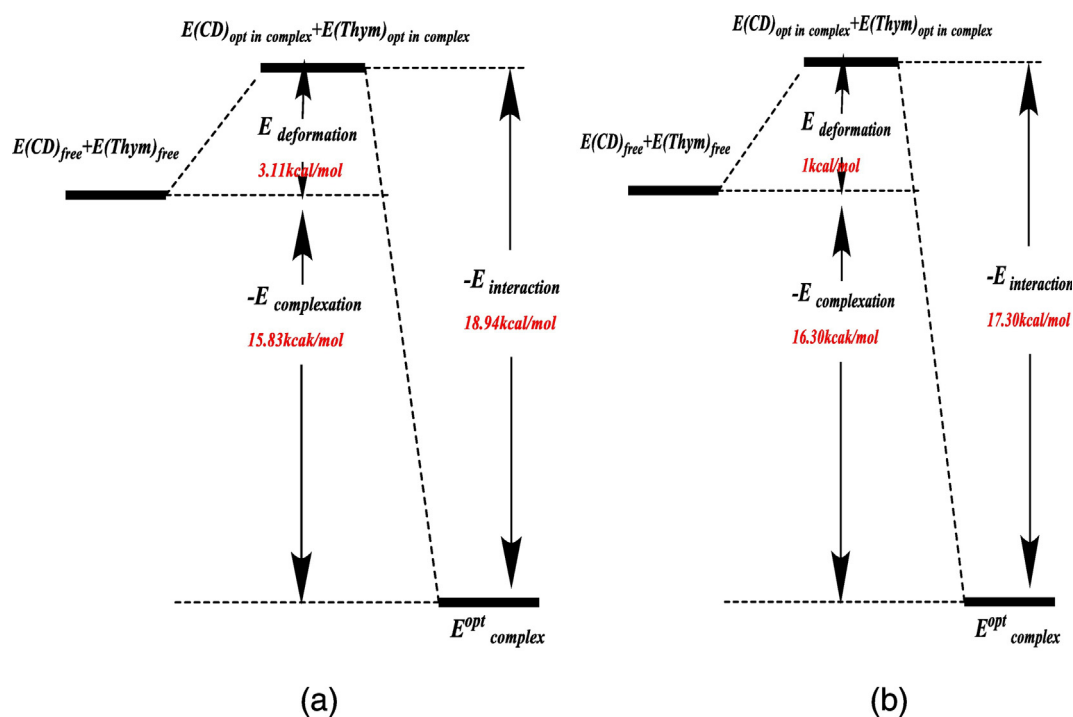 E(CD)opt in complex+E(Thym)opt in complex
E deformation
3.11kcal/mol
E(CD)free+E(Thym)free
-E complexation
15.83kcak/mol
-E interaction
18.94kcal/mol
Eopt complex
(a)
E(CD)opt in complex+E(Thym)opt in complex
E deformation
1kcal/mol
E(CD)free+E(Thym)free
-E complexation
16.30kcak/mol
-E interaction
17.30kcal/mol
Eopt complex
(b)